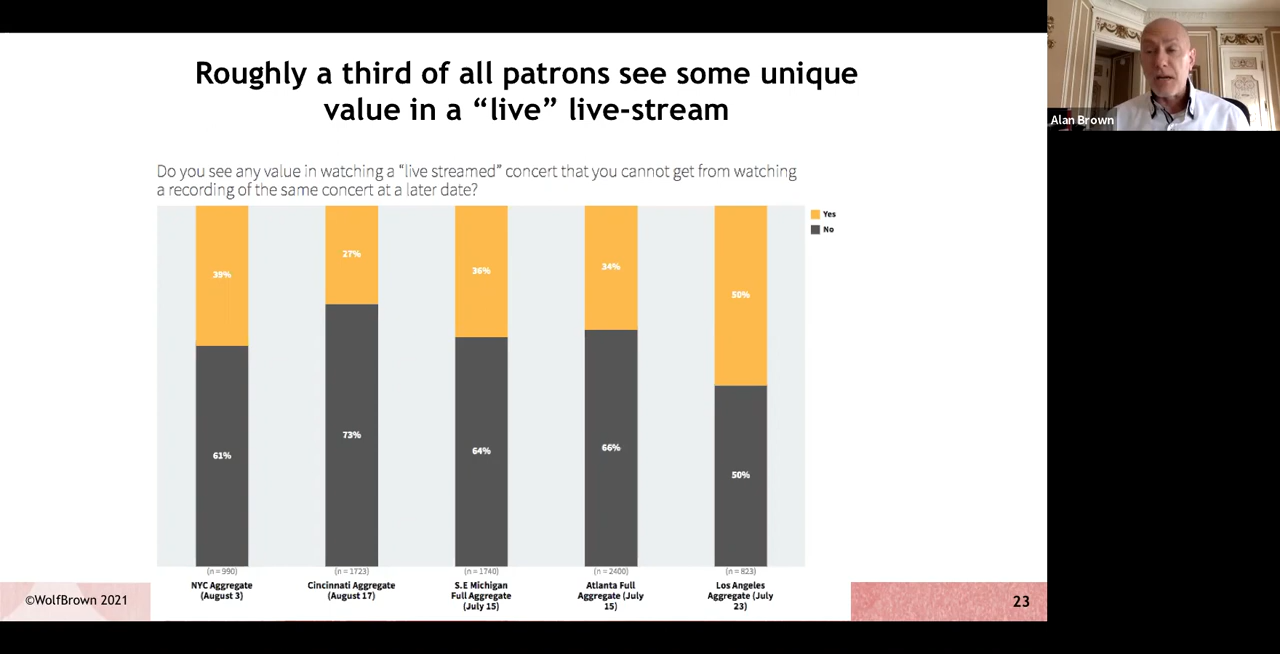 Roughly a third of all patrons see some unique
value in a “live” live-stream
Alan Brown
Do you see any value in watching a “live streamed” concert that you cannot get from watching
a recording of the same concert at a later date?
Yes
No
39%
27%
36%
34%
50%
61%
73%
64%
66%
50%
(n = 990)
(n = 1723)
(n = 1740)
(n = 2400)
(n = 823)
NYC Aggregate
(August 3)
Cincinnati Aggregate
(August 17)
S.E Michigan
Full Aggregate
(July 15)
Atlanta Full
Aggregate (July
15)
Los Angeles
Aggregate (July
23)
©WolfBrown 2021
23